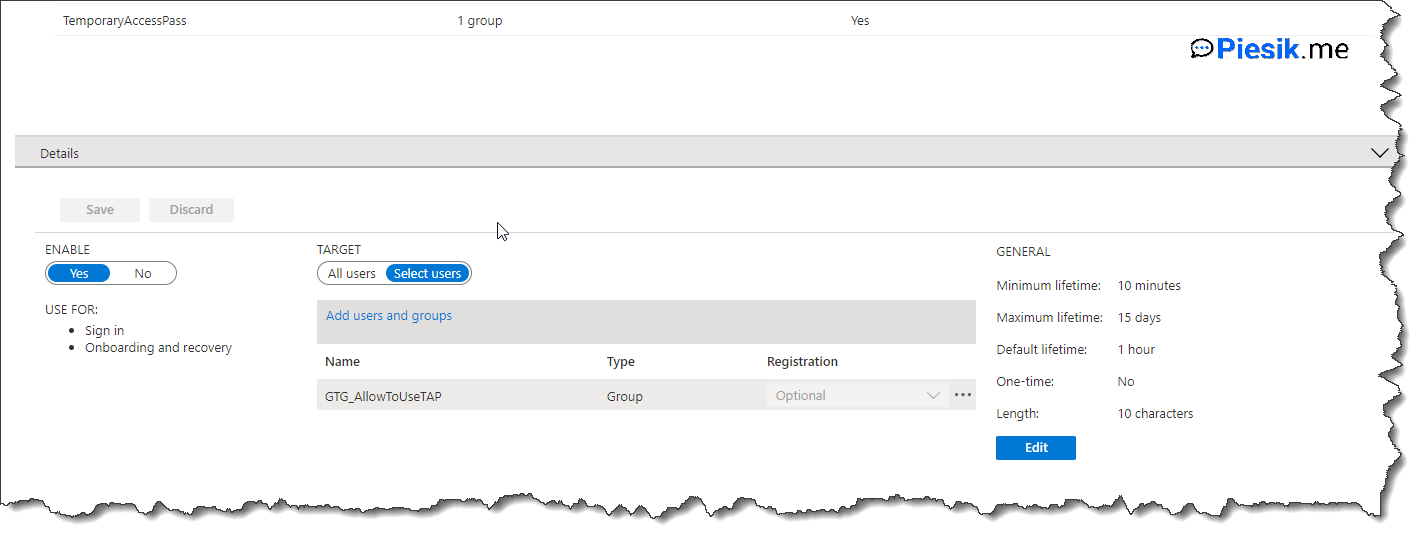 TemporaryAccessPass 1 group Yes
Piesik.me
Details
Save Discard
ENABLE
Yes No
USE FOR:
Sign in
Onboarding and recovery
TARGET
All users Select users
Add users and groups
Name Type Registration
GTG_AllowToUseTAP Group Optional
GENERAL
Minimum lifetime: 10 minutes
Maximum lifetime: 15 days
Default lifetime: 1 hour
One-time: No
Length: 10 characters
Edit